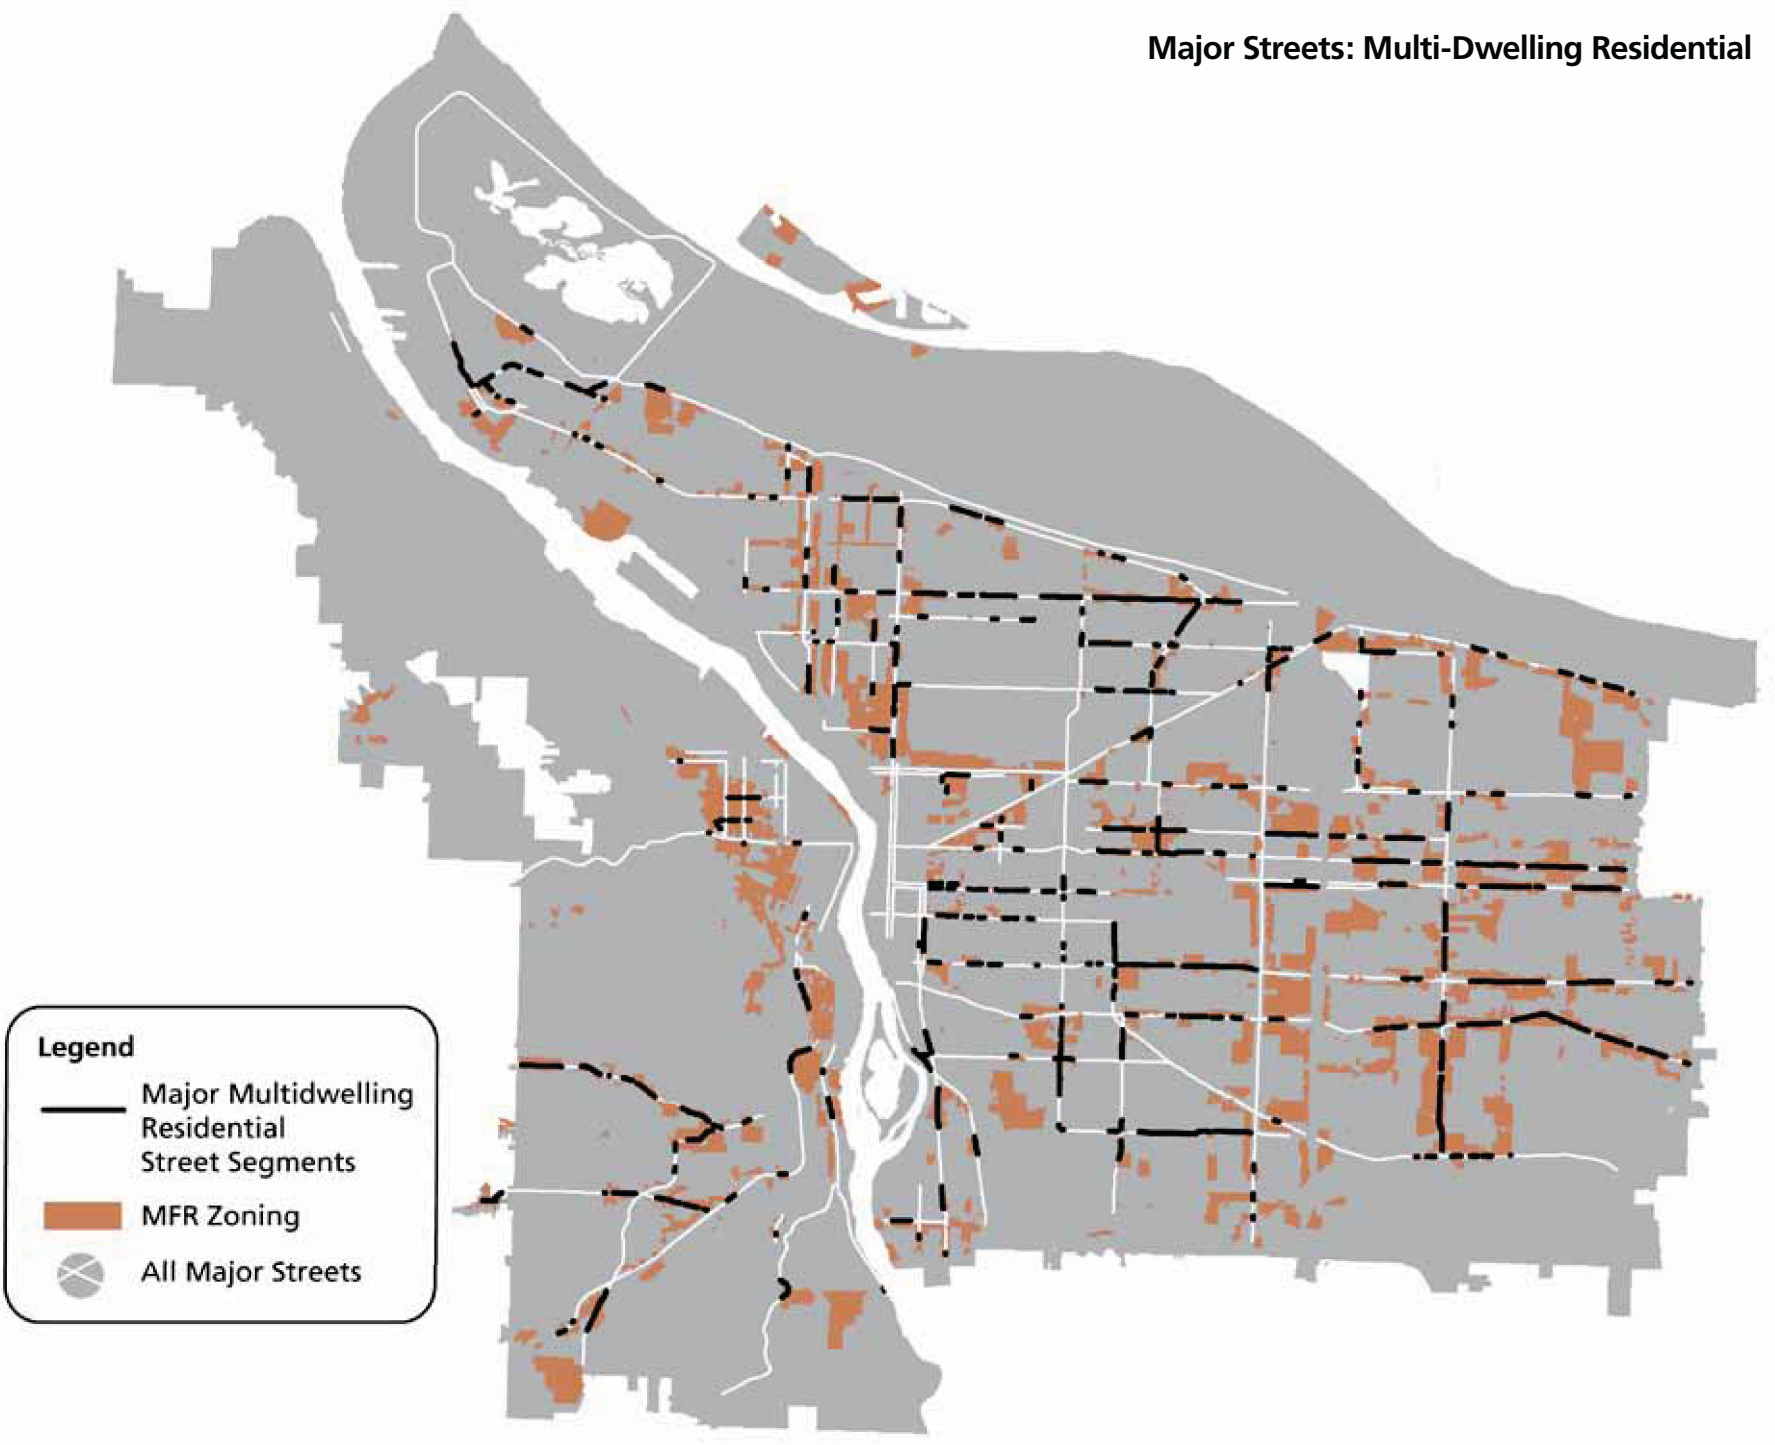 Major Streets: Multi-Dwelling Residential
Legend
Major Multidwelling
Residential
Street Segments
MFR Zoning
All Major Streets